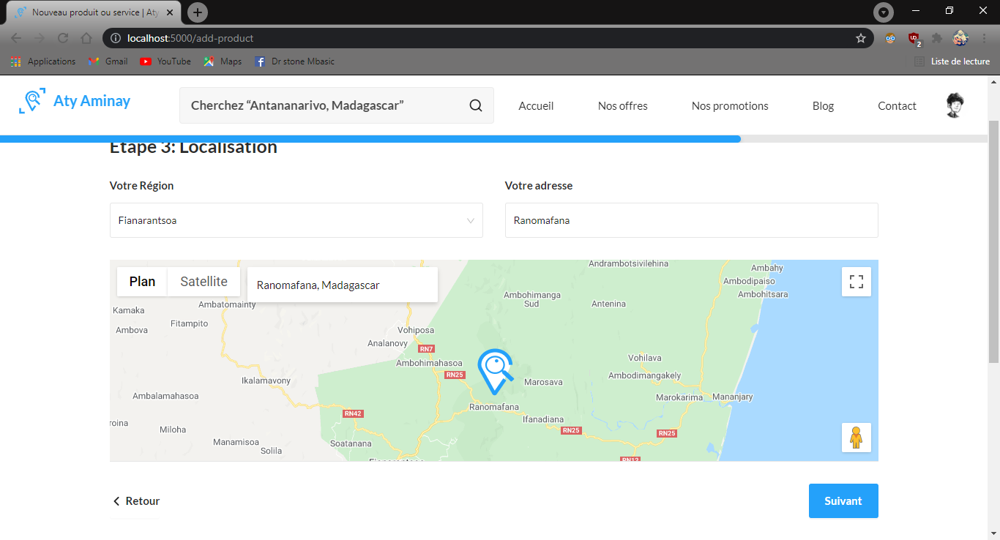 Nouveau produit ou service | Aty
localhost:5000/add-product
2
Applications
Gmail
YouTube
Maps
Dr stone Mbasic
Liste de lecture
Aty Aminay
Cherchez “Antananarivo, Madagascar”
Accueil
Nos offres
Nos promotions
Blog
Contact
Etape 3: Localisation
Votre Région
Votre adresse
Fianarantsoa
Ranomafana
Plan
Satellite
Ranomafana, Madagascar
Andrambotsivelihina
Ambahy
Ambodipaiso
Ambohitsara
Ambohimanga
Sud
Antenina
Ambatomainty
Kamaka
Fitampito
Ambova
Vohiposa
Analanovy
RN7
Ambohimahasoa
RN25
Vohilava
Ambodimangakely
Ikalamavony
Marosava
Ambalamahasoa
Marokarima
Mananjary
Ranomafana
RN42
Ifanadiana
roina
Miloha
RN25
RN25
Manamisoa
Soatanana
Solila
Fianarantsoa
RN12
Retour
Suivant